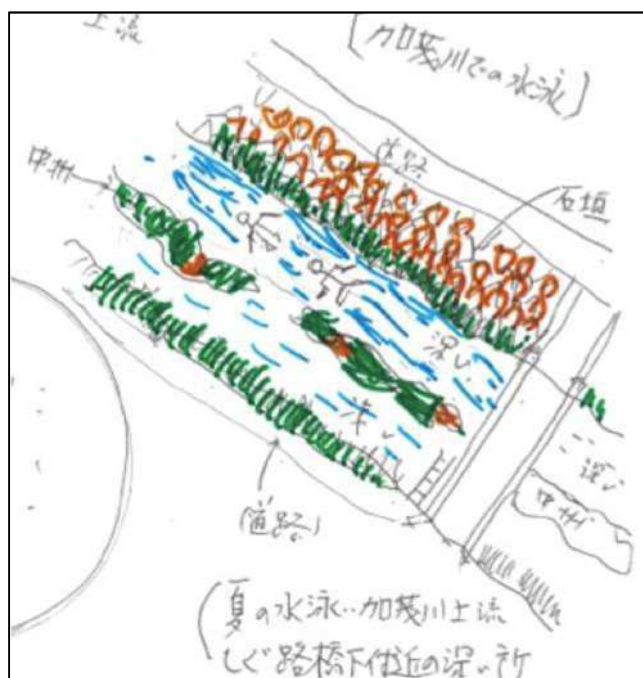 上流
(加茂川での水泳)
道路
中州
石垣
深い
浅い
深い
中州
(道路)
夏の水泳‥加茂川上流
しぐ路橋下付近の深い所